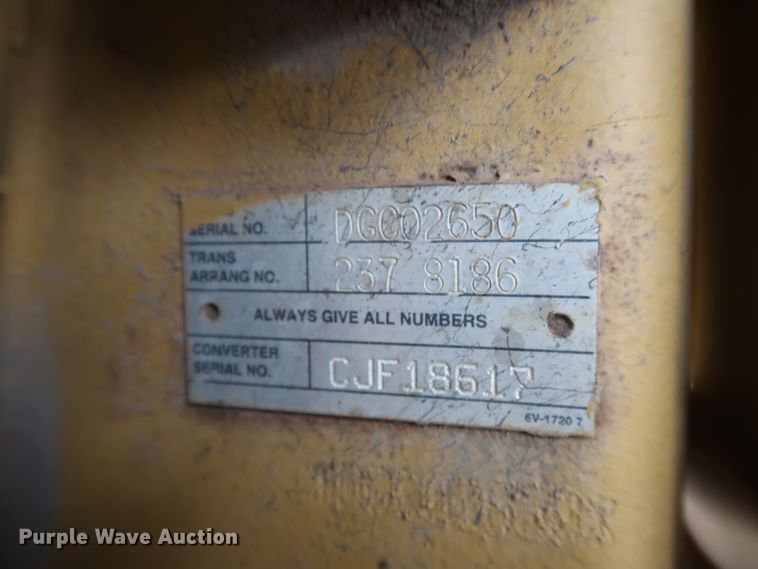 SERIAL NO. DGC02650
TRANS
ARRANG NO. 237 8186
ALWAYS GIVE ALL NUMBERS
CONVERTER
SERIAL NO. CJF18617
6V-1720 7
Purple Wave Auction